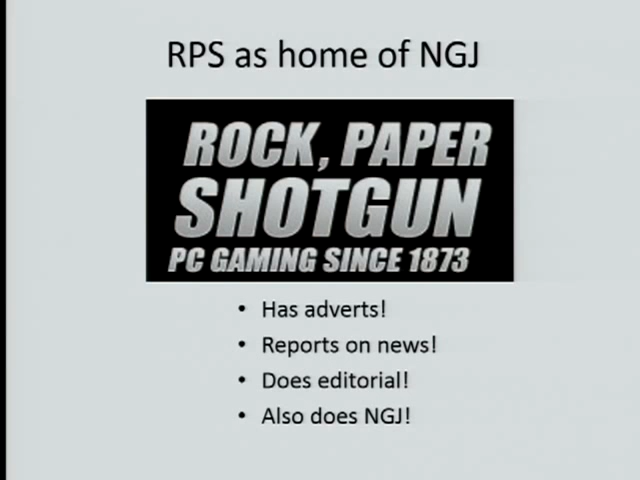 RPS as home of NGJ
ROCK, PAPER
SHOTGUN
PC GAMING SINCE 1873
• Has adverts!
• Reports on news!
• Does editorial!
• Also does NGJ!